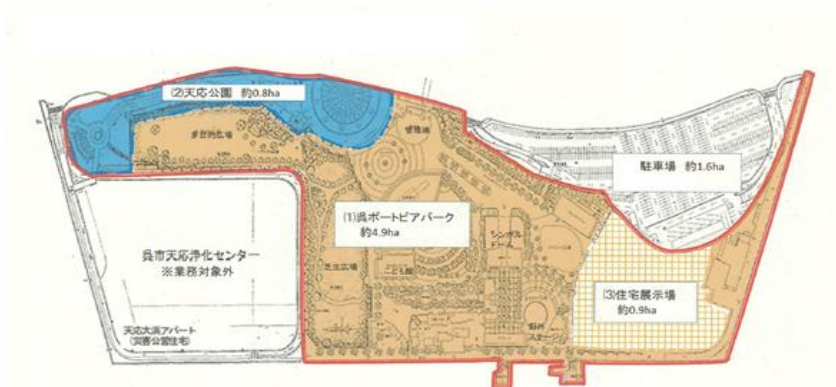 (2)天応公園 約0.8ha
多目的広場
管理棟
駐車場 約1.6ha
(1)呉ポートピアパーク
約4.9ha
シンボル
ドーム
呉市天応浄化センター
※業務対象外
芝生広場
こども館
(3)住宅展示場
約0.9ha
野外
ステージ
天応大浜アパート
(災害公営住宅)